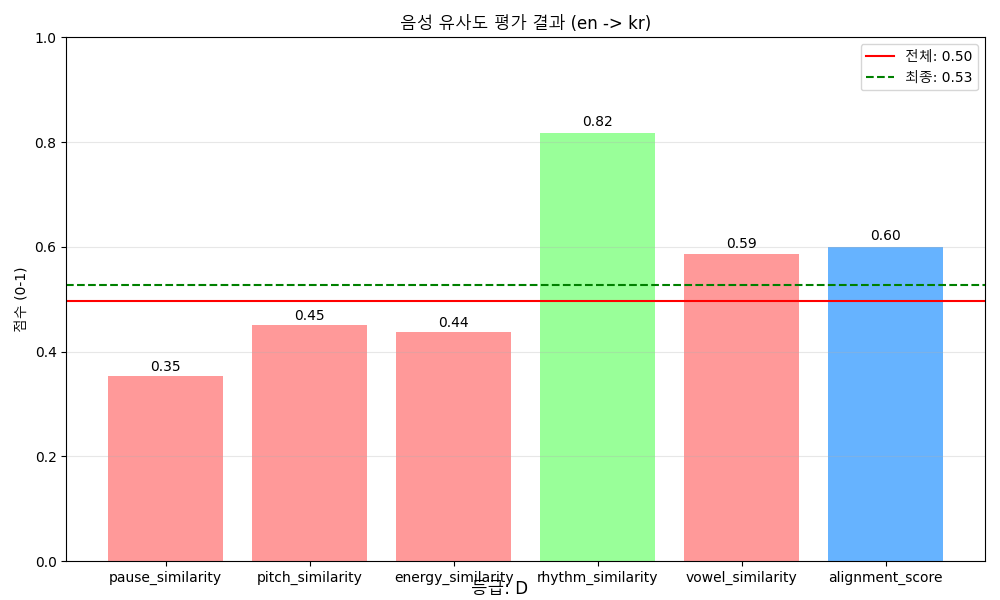 음성 유사도 평가 결과 (en -> kr)
전체: 0.50
최종: 0.53
점수 (0-1)
1.0
0.8
0.6
0.4
0.2
0.0
0.35
0.45
0.44
0.82
0.59
0.60
pause_similarity
pitch_similarity
energy_similarity
rhythm_similarity
vowel_similarity
alignment_score
등급: D